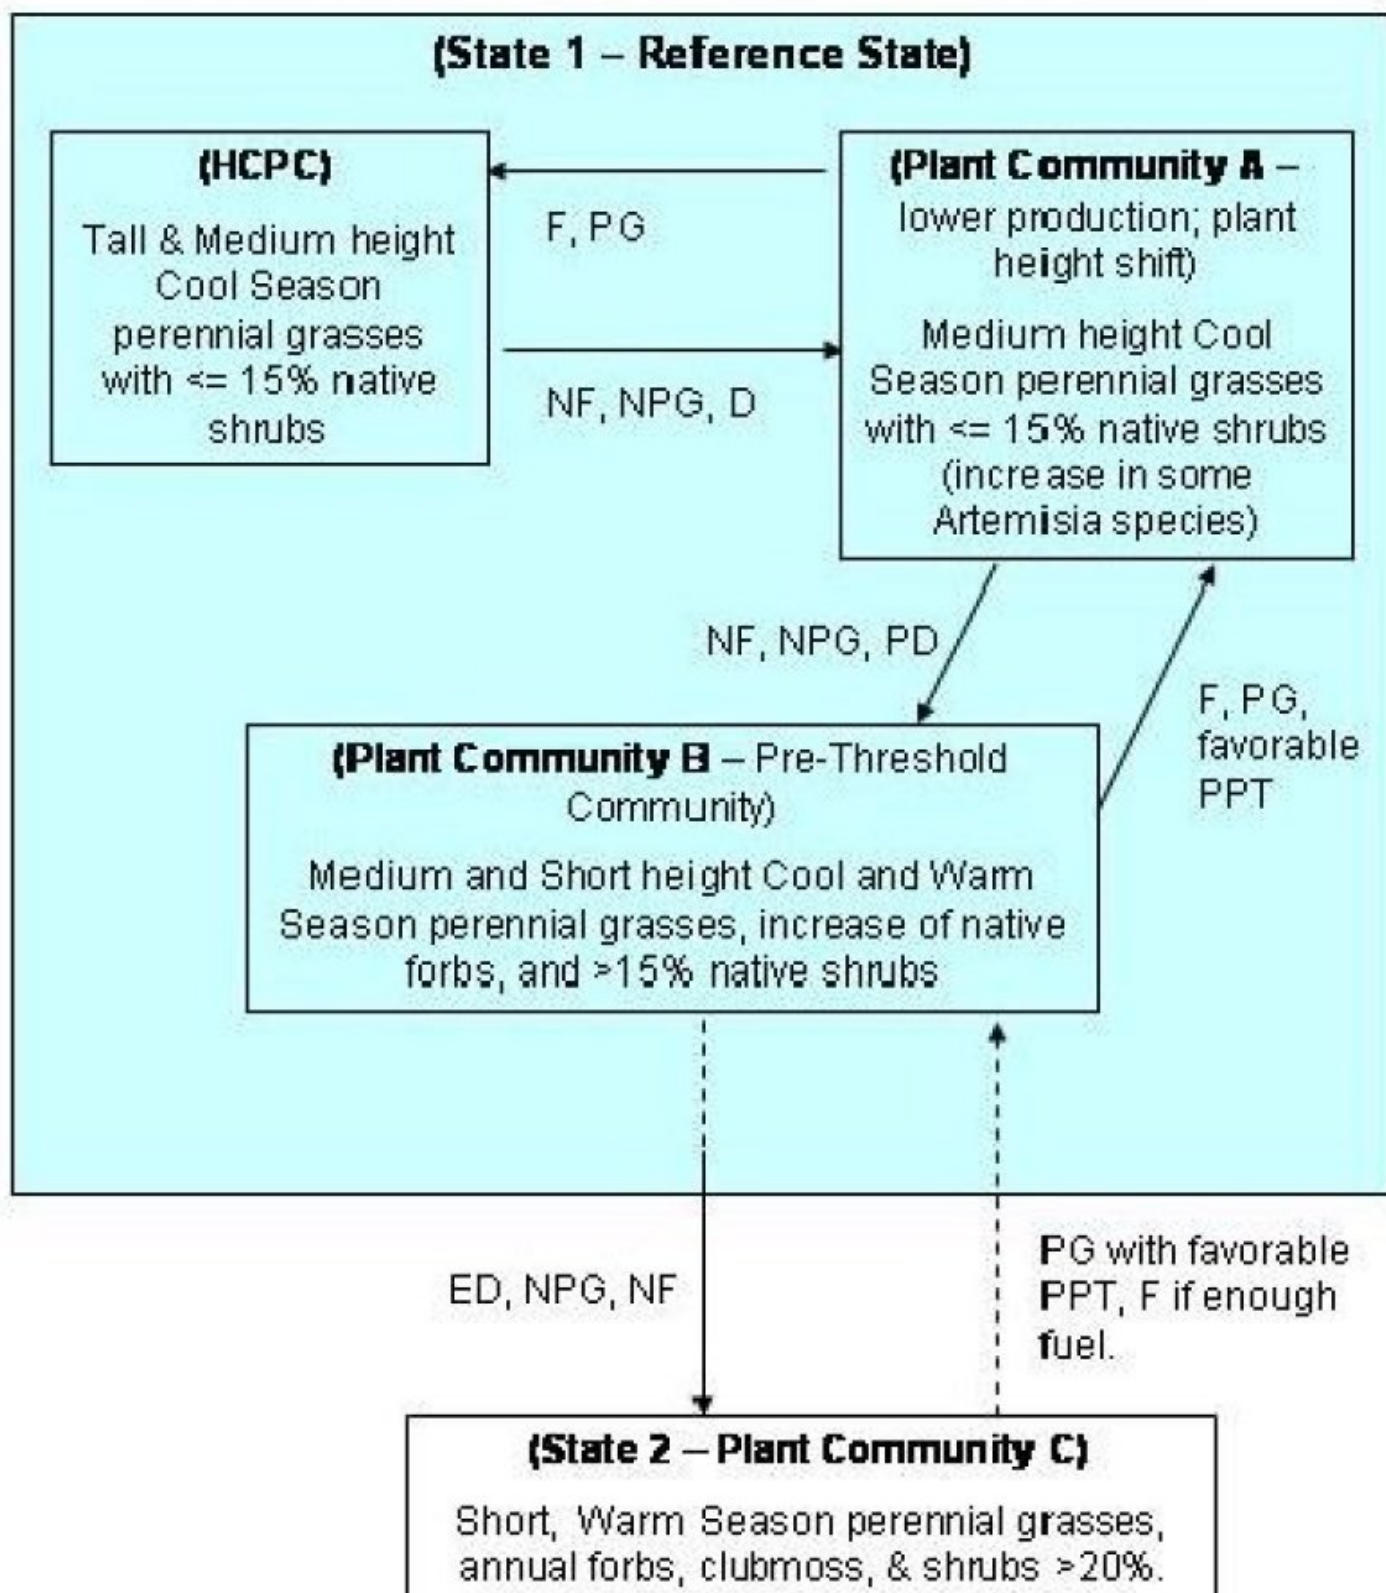 (State 1 – Reference State)
(HCPC)
Tall & Medium height
Cool Season
perennial grasses
with <= 15% native
shrubs
F, PG
NF, NPG, D
(Plant Community A –
lower production; plant
height shift)
Medium height Cool
Season perennial grasses
with <= 15% native shrubs
(increase in some
Artemisia species)
NF, NPG, PD
F, PG,
favorable
PPT
(Plant Community B – Pre-Threshold
Community)
Medium and Short height Cool and Warm
Season perennial grasses, increase of native
forbs, and >15% native shrubs
ED, NPG, NF
PG with favorable
PPT, F if enough
fuel.
(State 2 – Plant Community C)
Short, Warm Season perennial grasses,
annual forbs, clubmoss, & shrubs >20%.